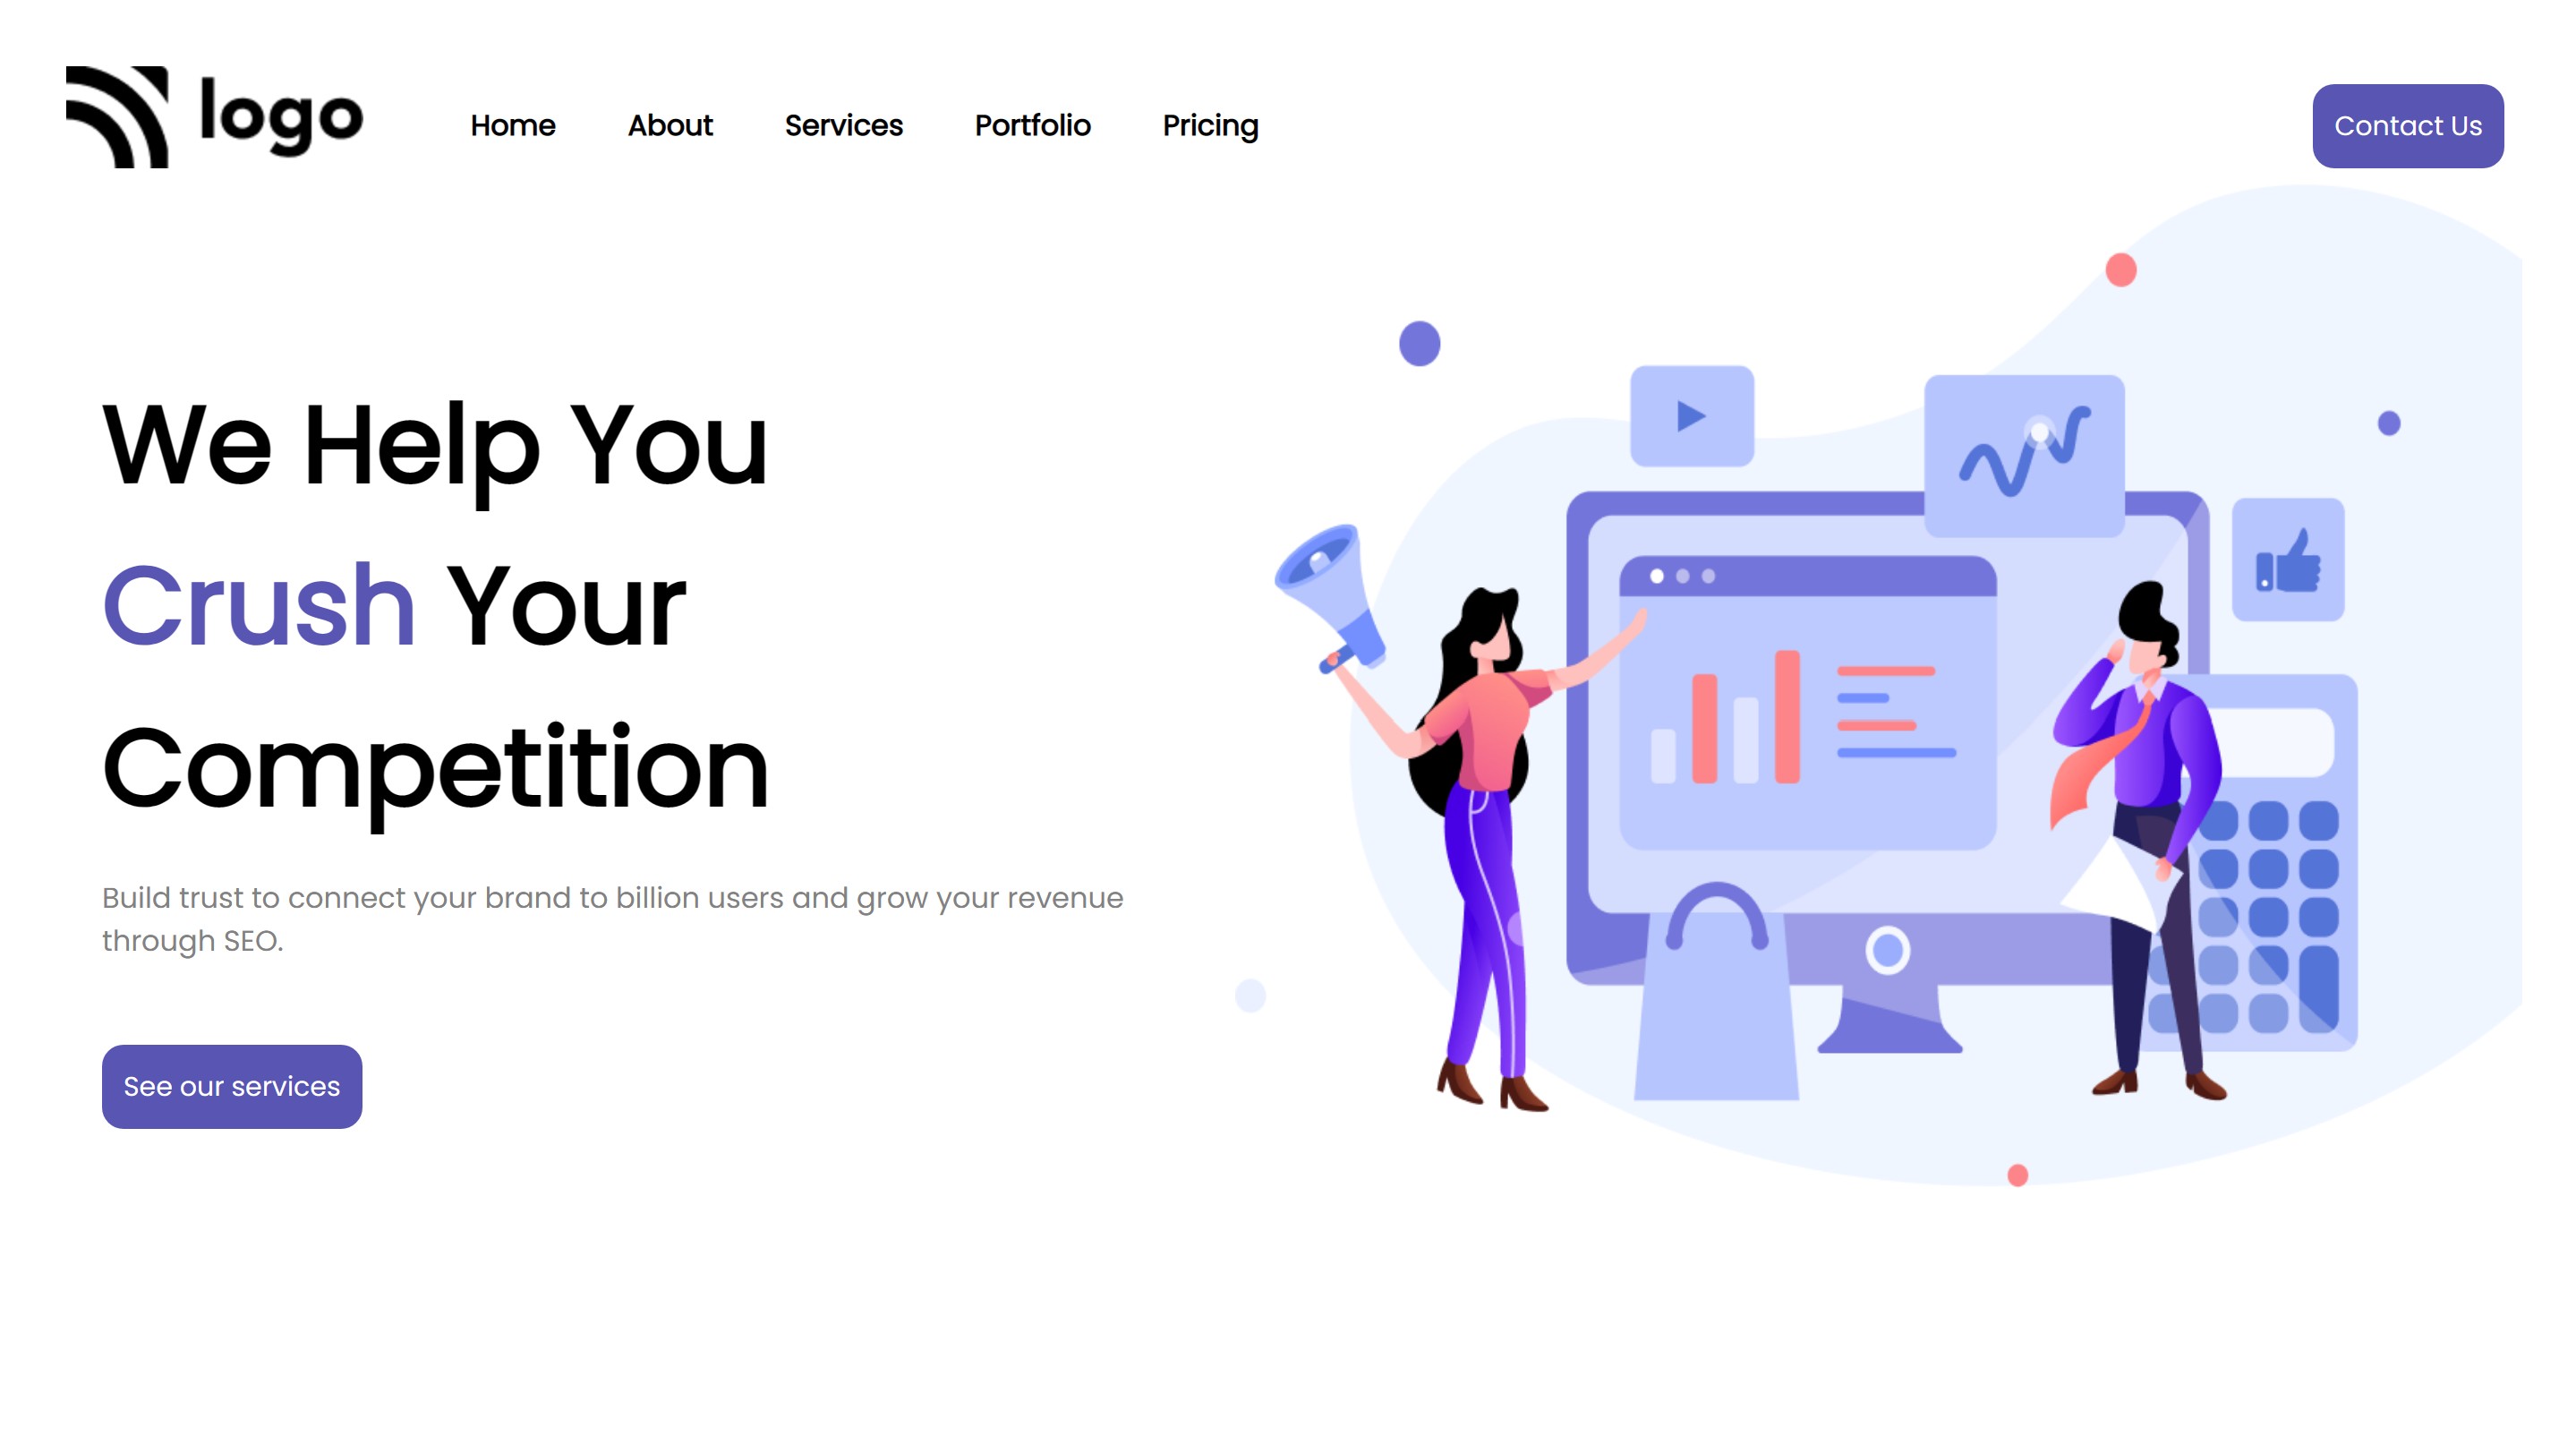 logo
Home About Services Portfolio Pricing
Contact Us
We Help You
Crush Your
Competition
Build trust to connect your brand to billion users and grow your revenue
through SEO.
See our services